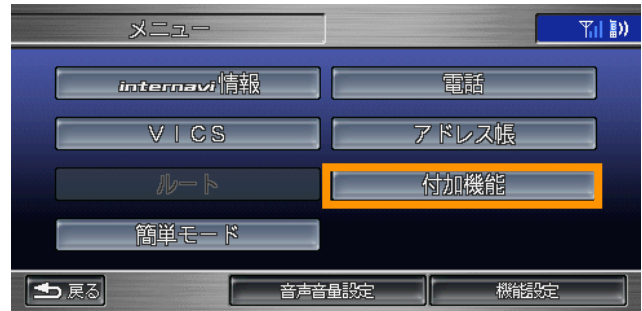 メニュー
internavi情報
電話
VICS
アドレス帳
ルート
付加機能
簡単モード
戻る
音声音量設定
機能設定